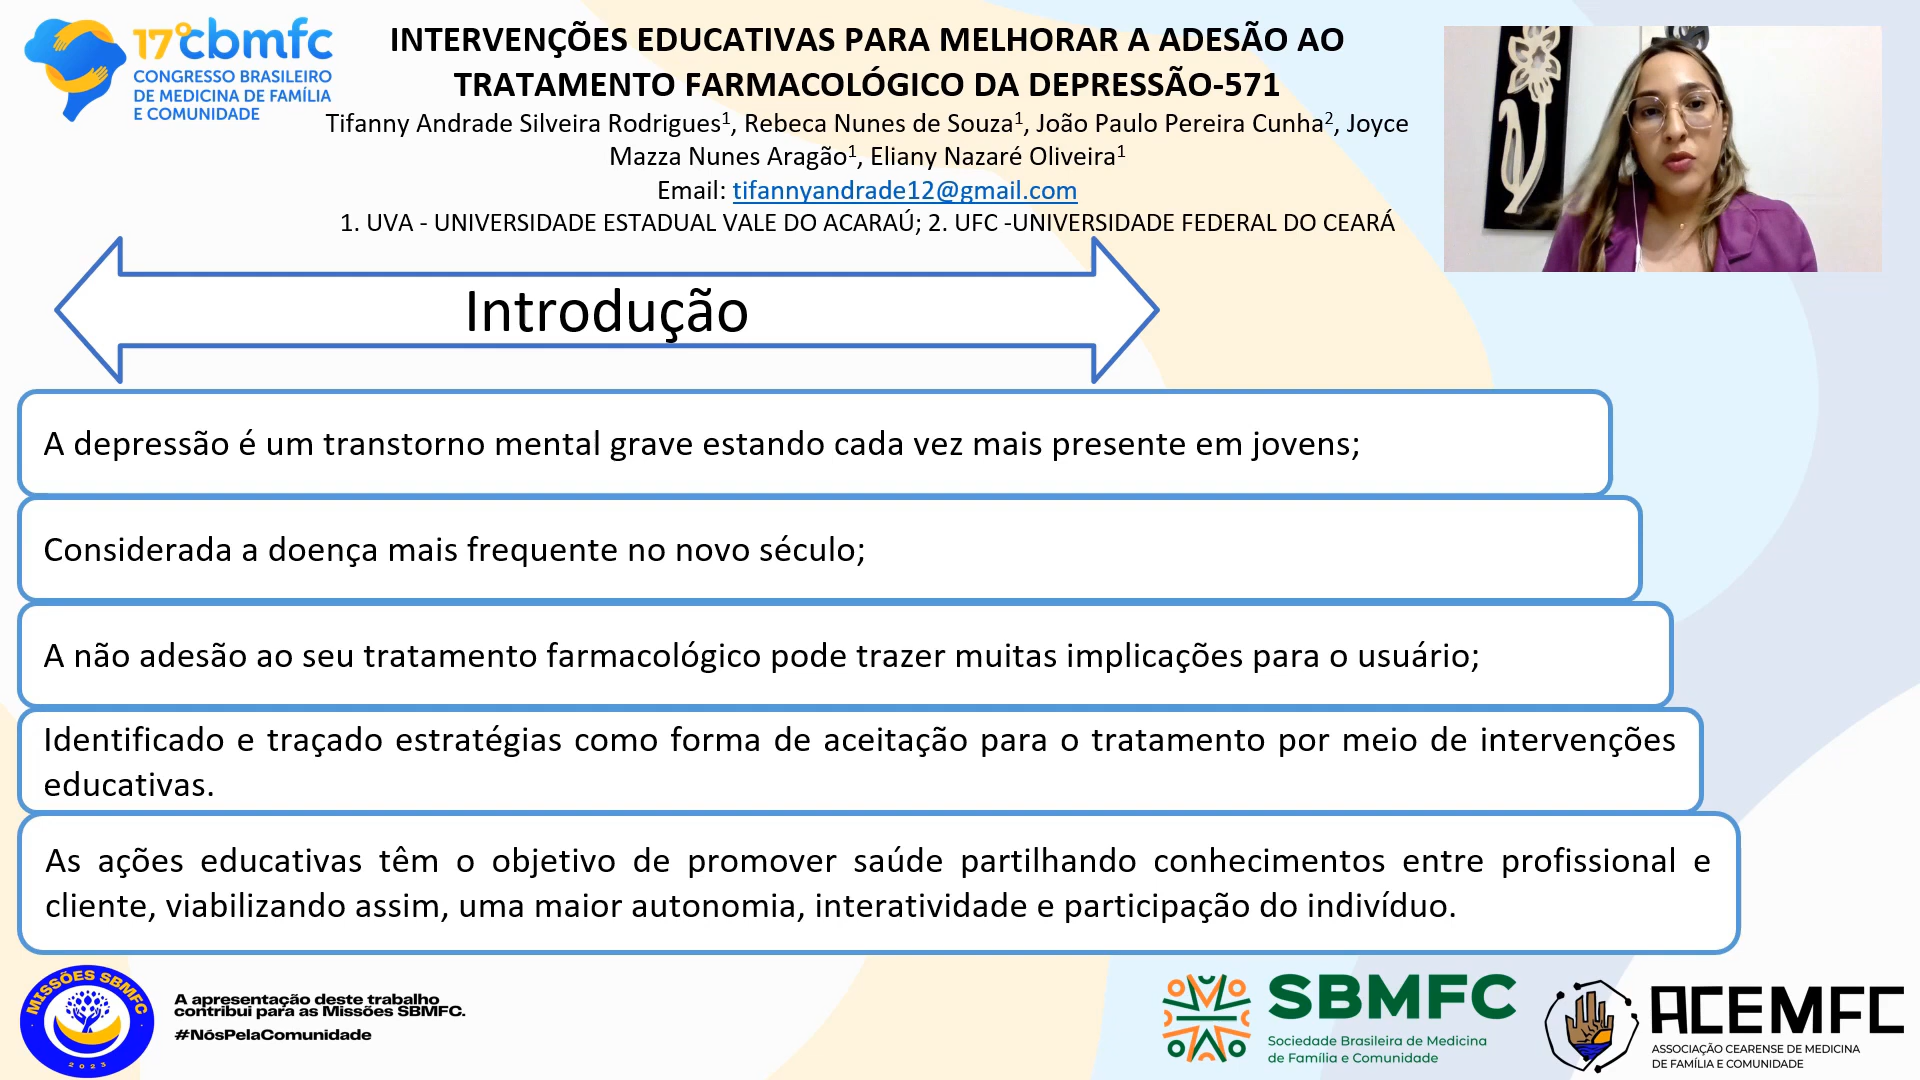 17°cbmfc
CONGRESSO BRASILEIRO
DE MEDICINA DE FAMÍLIA
E COMUNIDADE
INTERVENÇÕES EDUCATIVAS PARA MELHORAR A ADESÃO AO
TRATAMENTO FARMACOLÓGICO DA DEPRESSÃO-571
Tifanny Andrade Silveira Rodrigues¹, Rebeca Nunes de Souza¹, João Paulo Pereira Cunha², Joyce
Mazza Nunes Aragão¹, Eliany Nazaré Oliveira¹
Email: tifannyandrade12@gmail.com
1. UVA - UNIVERSIDADE ESTADUAL VALE DO ACARAÚ; 2. UFC -UNIVERSIDADE FEDERAL DO CEARÁ
Introdução
A depressão é um transtorno mental grave estando cada vez mais presente em jovens;
Considerada a doença mais frequente no novo século;
A não adesão ao seu tratamento farmacológico pode trazer muitas implicações para o usuário;
Identificado e traçado estratégias como forma de aceitação para o tratamento por meio de intervenções
educativas.
As ações educativas têm o objetivo de promover saúde partilhando conhecimentos entre profissional e
cliente, viabilizando assim, uma maior autonomia, interatividade e participação do indivíduo.
MISSÕES SBMFC
2023
A apresentação deste trabalho
contribui para as Missões SBMFC.
#NósPelaComunidade
SBMFC
Sociedade Brasileira de Medicina
de Família e Comunidade
ACEMFC
ASSOCIAÇÃO CEARENSE DE MEDICINA
DE FAMÍLIA E COMUNIDADE